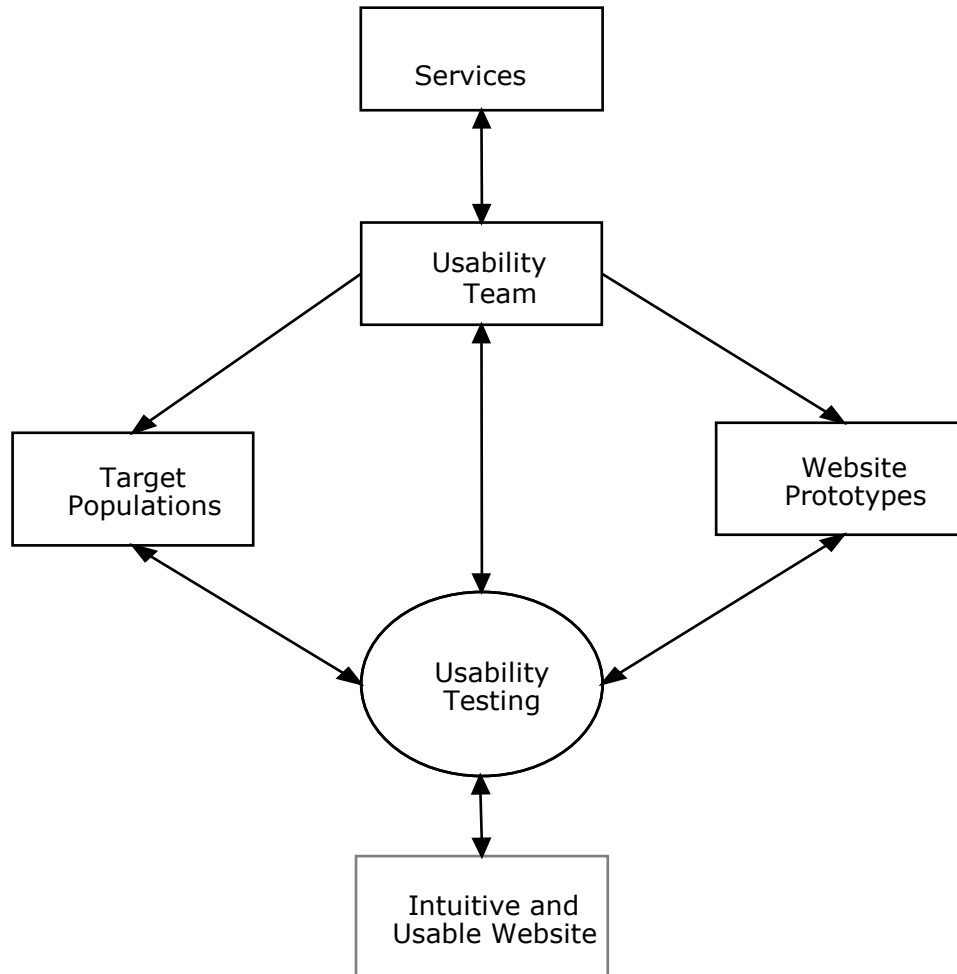 Services
Usability
Team
Target
Populations
Website
Prototypes
Usability
Testing
Intuitive and
Usable Website